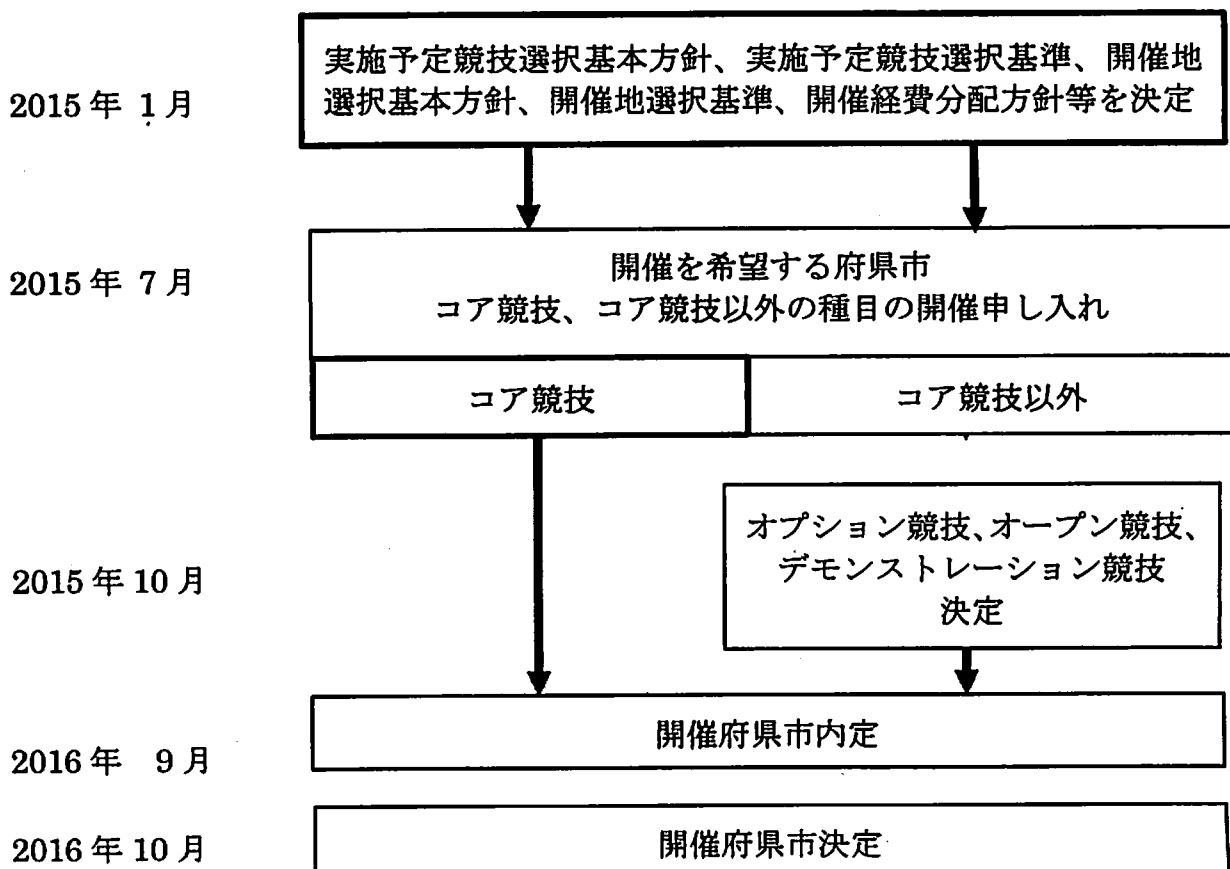 2015年 1月
実施予定競技選択基本方針、実施予定競技選択基準、開催地
選択基本方針、開催地選択基準、開催経費分配方針等を決定
2015年 7月
開催を希望する府県市
コア競技、コア競技以外の種目の開催申し入れ
コア競技
コア競技以外
2015年10月
オプション競技、オープン競技、
デモンストレーション競技
決定
2016年 9月
開催府県市内定
2016年10月
開催府県市決定